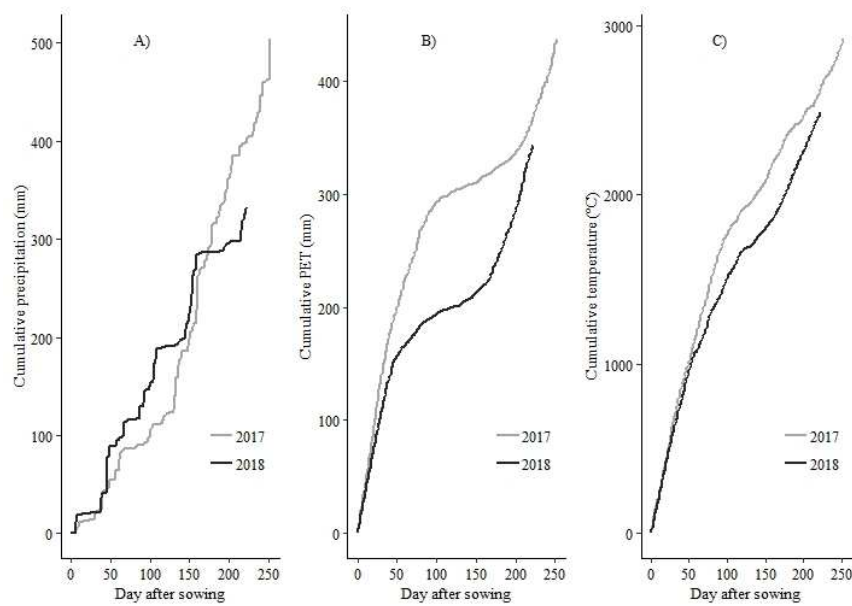 A)
Cumulative precipitation (mm)
500
400
300
200
100
0
2017
2018
0 50 100 150 200 250
Day after sowing
B)
Cumulative PET (mm)
400
300
200
100
0
2017
2018
0 50 100 150 200 250
Day after sowing
C)
Cumulative temperature (ºC)
3000
2000
1000
0
2017
2018
0 50 100 150 200 250
Day after sowing